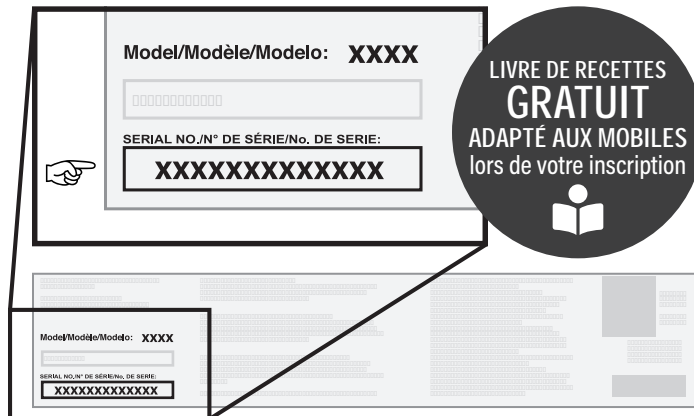 Model/Modèle/Modelo: XXXX
SERIAL NO./N° DE SÉRIE/No. DE SERIE:
XXXXXXXXXXXXX
LIVRE DE RECETTES
GRATUIT
ADAPTÉ AUX MOBILES
lors de votre inscription
Model/Modèle/Modelo: XXXX
SERIAL NO./N° DE SÉRIE/No. DE SERIE:
XXXXXXXXXXXXX